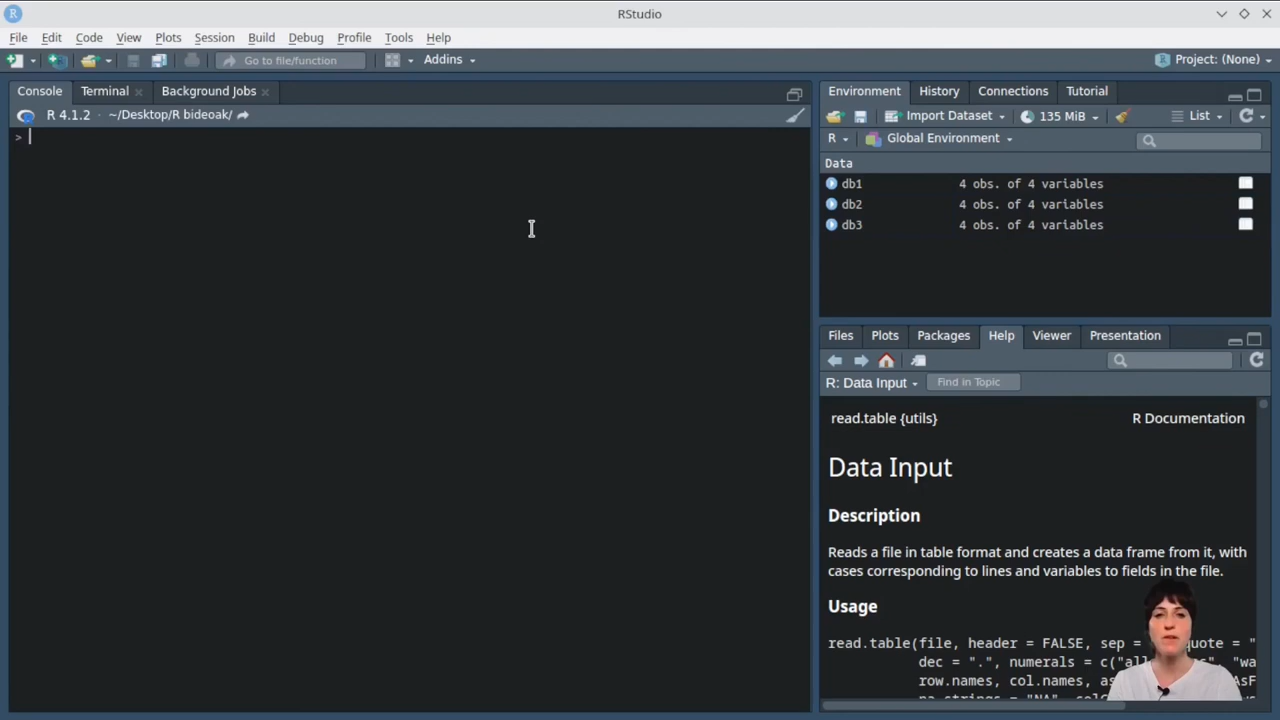 RStudio
File Edit Code View Plots Session Build Debug Profile Tools Help
Go to file/function Addins Project: (None)
Console Terminal Background Jobs
R 4.1.2 · ~/Desktop/R bideoak/
>
Environment History Connections Tutorial
Import Dataset 135 MiB List
R Global Environment
Data
db1 4 obs. of 4 variables
db2 4 obs. of 4 variables
db3 4 obs. of 4 variables
Files Plots Packages Help Viewer Presentation
R: Data Input Find in Topic
read.table {utils} R Documentation
Data Input
Description
Reads a file in table format and creates a data frame from it, with
cases corresponding to lines and variables to fields in the file.
Usage
read.table(file, header = FALSE, sep = quote = "
dec = ".", numerals = c("
row.names, col.names,